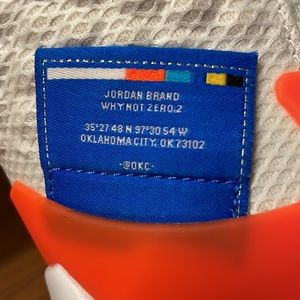 JORDAN BRAND
WHY NOT ZER0.2
35°27'48 N 97°30'54 W
OKLAHOMA CITY, OK 73102
-@OKC-